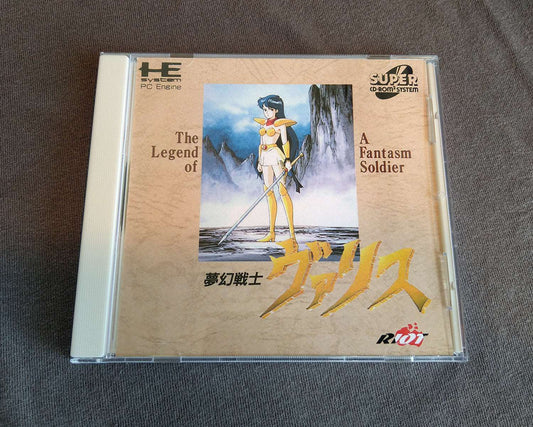 HE
system
PC Engine
SUPER
CD-ROM² SYSTEM
The
Legend
of
A
Fantasm
Soldier
夢幻戦士
ヴァリス
RIOT